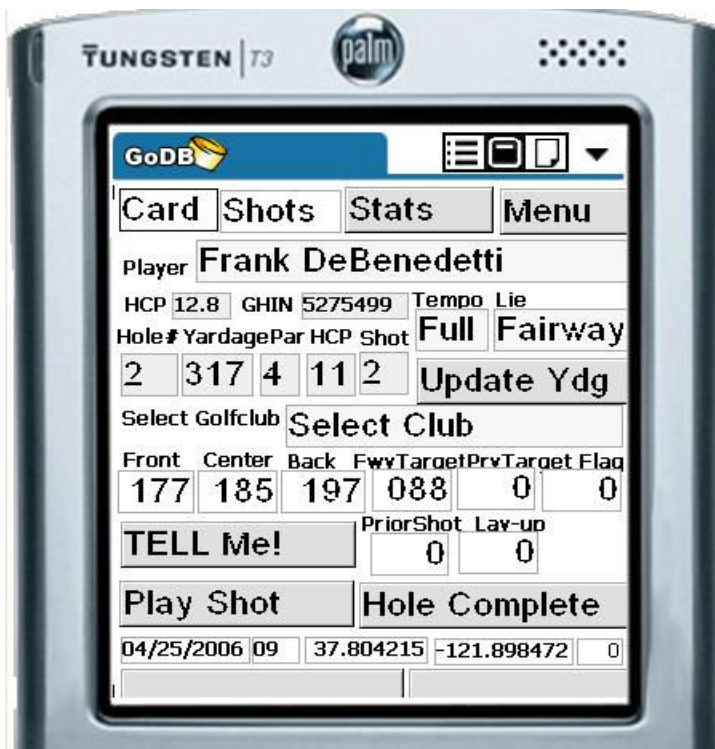 TUNGSTEN | T3
palm
GoDB
Card Shots Stats Menu
Player Frank DeBenedetti
HCP 12.8 GHIN 5275499 Tempo Lie
Full Fairway
Hole# Yardage Par HCP Shot
2 317 4 11 2 Update Ydg
Select Golfclub Select Club
Front Center Back FwyTarget PrvTarget Flag
177 185 197 088 0 0
TELL Me! PriorShot Lay-up
0 0
Play Shot Hole Complete
04/25/2006 09 37.804215 -121.898472 0